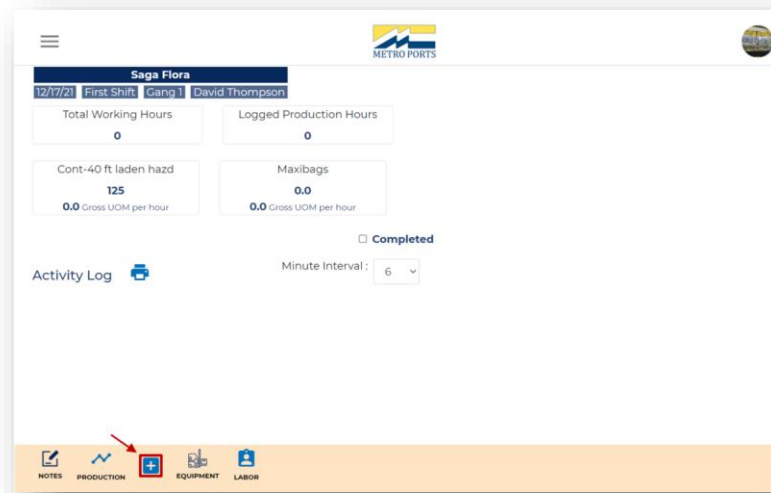 METRO PORTS
Saga Flora
12/17/21 First Shift Gang 1 David Thompson
Total Working Hours Logged Production Hours
0 0
Cont-40 ft laden hazd Maxibags
125 0.0
0.0 Gross UOM per hour 0.0 Gross UOM per hour
Completed
Activity Log Minute Interval : 6
NOTES PRODUCTION EQUIPMENT LABOR